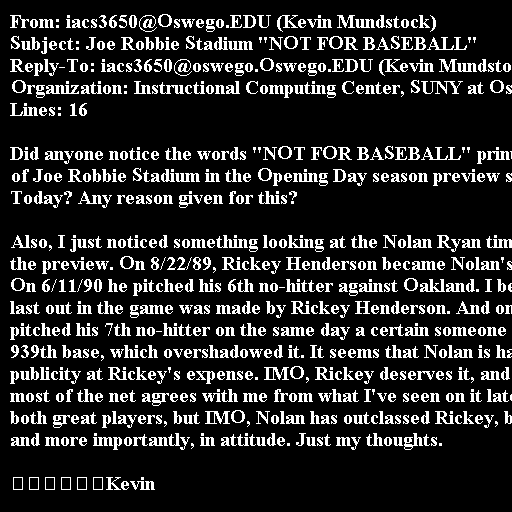 From: iacs3650@Oswego.EDU (Kevin Mundstock)
Subject: Joe Robbie Stadium "NOT FOR BASEBALL"
Reply-To: iacs3650@oswego.Oswego.EDU (Kevin
Organization: Instructional Computing Center, SUNY at
Lines: 16

Did anyone notice the words "NOT FOR BASEBALL"
of Joe Robbie Stadium in the Opening Day season preview
Today? Any reason given for this?

Also, I just noticed something looking at the Nolan Ryan
the preview. On 8/22/89, Rickey Henderson became Nolan's
On 6/11/90 he pitched his 6th no-hitter against Oakland. I
last out in the game was made by Rickey Henderson. And
pitched his 7th no-hitter on the same day a certain someone
939th base, which overshadowed it. It seems that Nolan is
publicity at Rickey's expense. IMO, Rickey deserves it, and
most of the net agrees with me from what I've seen on it
both great players, but IMO, Nolan has outclassed Rickey,
and more importantly, in attitude. Just my thoughts.

Kevin